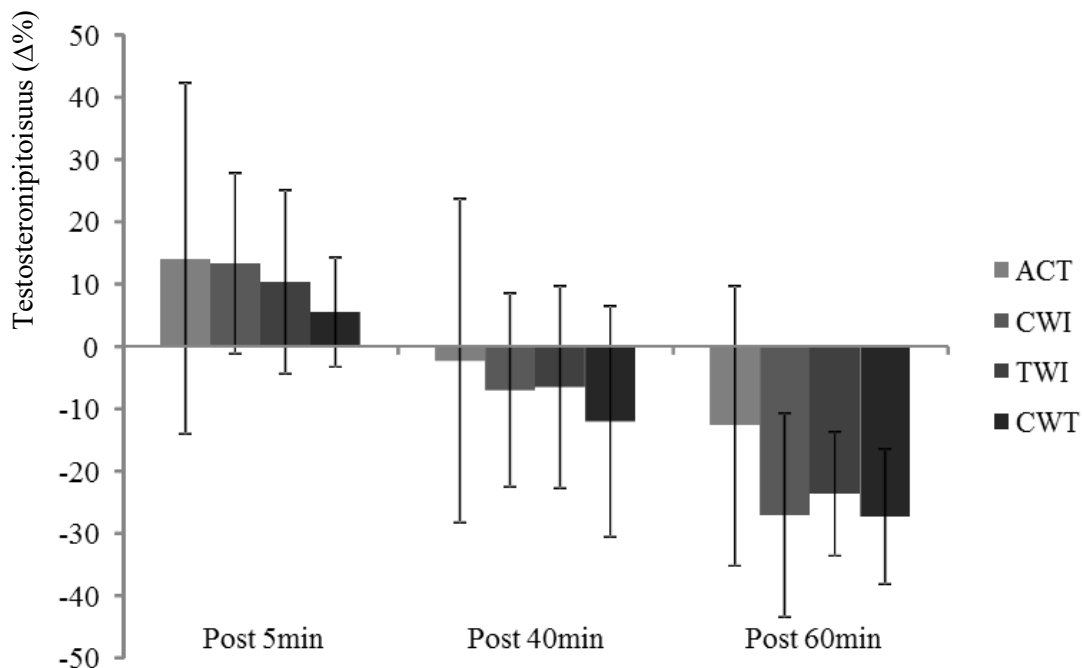 Testosteronipitoisuus (Δ%)
50
40
30
20
10
0
-10
-20
-30
-40
-50
Post 5min
Post 40min
Post 60min
ACT
CWI
TWI
CWT